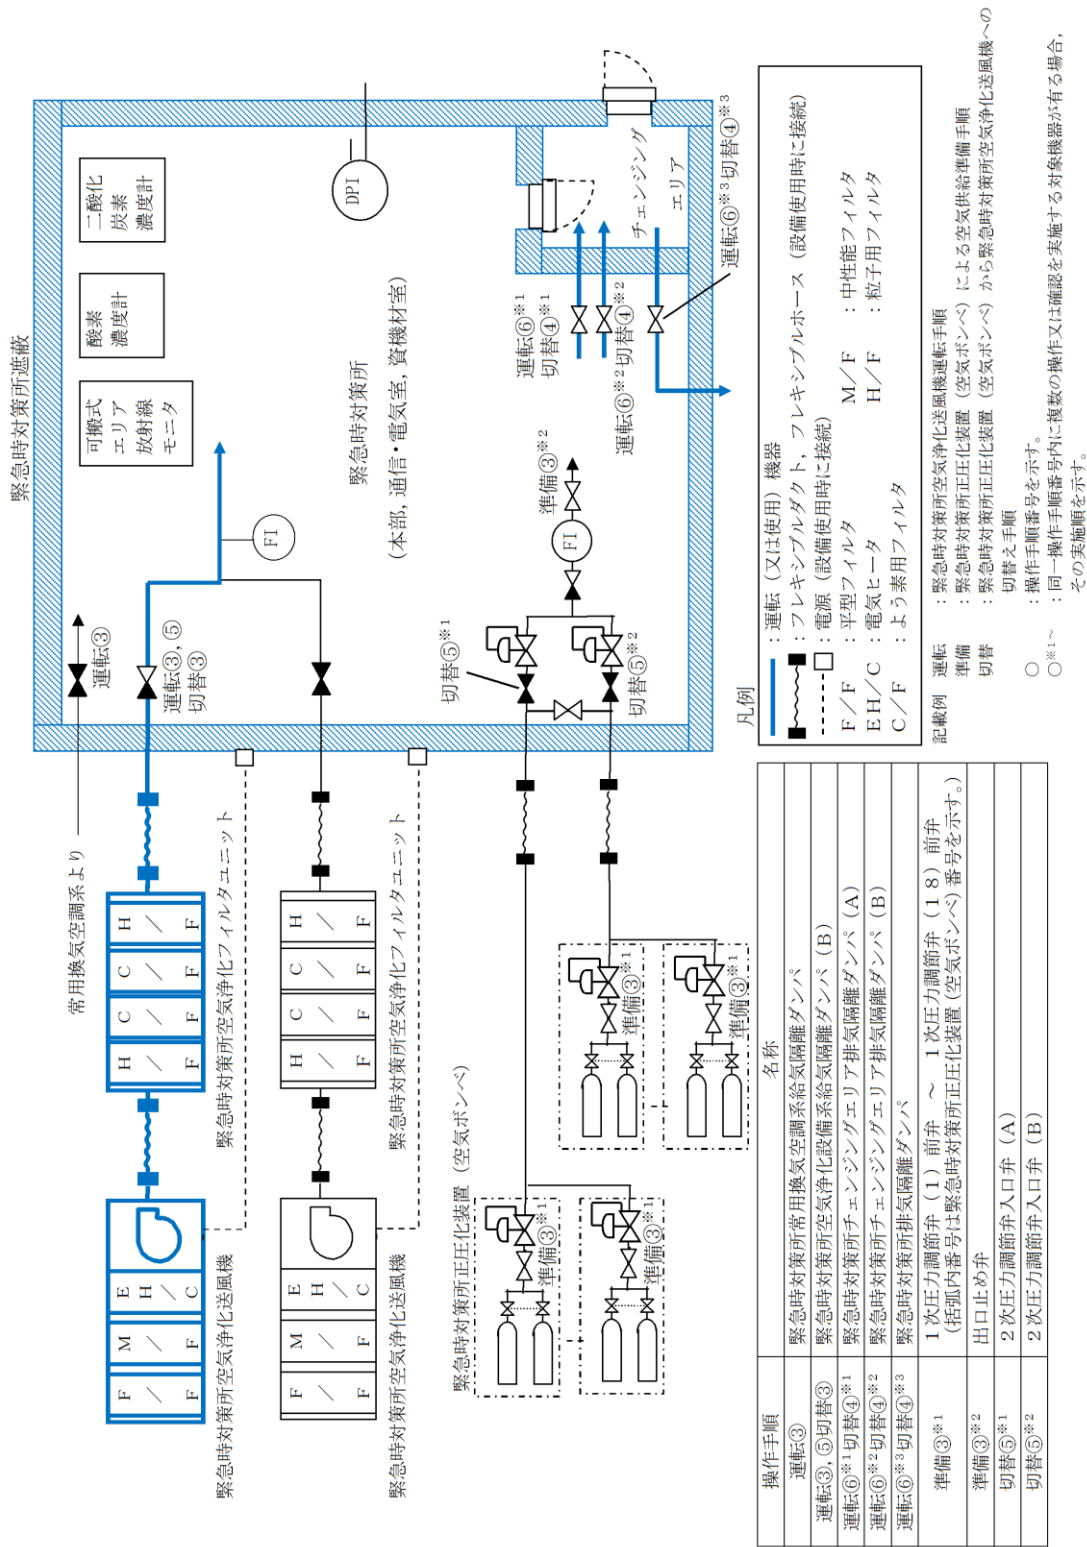 緊急時対策所遮蔽
可搬式
エリア
放射線
モニタ
酸素
濃度計
二酸化
炭素
濃度計
常用換気空調系より
運転③
運転③,⑤
切替③
FI
緊急時対策所
(本部,通信・電気室,資機材室)
DPI
F/F
M/F
EH/C
H/F
C/F
C/F
H/F
緊急時対策所空気浄化送風機
緊急時対策所空気浄化フィルタユニット
F/F
M/F
EH/C
H/F
C/F
C/F
H/F
緊急時対策所空気浄化送風機
緊急時対策所空気浄化フィルタユニット
緊急時対策所正圧化装置(空気ボンベ)
準備③※1
準備③※1
準備③※1
準備③※1
切替⑤※1
切替⑤※2
FI
準備③※2
運転⑥※1
切替④※1
運転⑥※2切替④※2
運転⑥※3切替④※3
チェンジング
エリア
操作手順 名称
運転③ 緊急時対策所常用換気空調系給気隔離ダンパ
運転③,⑤切替③ 緊急時対策所空気浄化設備系給気隔離ダンパ(B)
運転⑥※1切替④※1 緊急時対策所チェンジングエリア排気隔離ダンパ(A)
運転⑥※2切替④※2 緊急時対策所チェンジングエリア排気隔離ダンパ(B)
運転⑥※3切替④※3 緊急時対策所排気隔離ダンパ
準備③※1 1次圧力調節弁(1)前弁 ~ 1次圧力調節弁(18)前弁
(括弧内番号は緊急時対策所正圧化装置(空気ボンベ)番号を示す。)
準備③※2 出口止め弁
切替⑤※1 2次圧力調節弁入口弁(A)
切替⑤※2 2次圧力調節弁入口弁(B)
凡例
:運転(又は使用)機器
:フレキシブルダクト,フレキシブルホース(設備使用時に接続)
:電源(設備使用時に接続)
F/F :平型フィルタ M/F :中性能フィルタ
EH/C :電気ヒータ H/F :粒子用フィルタ
C/F :よう素用フィルタ
記載例 運転 :緊急時対策所空気浄化送風機運転手順
準備 :緊急時対策所正圧化装置(空気ボンベ)による空気供給準備手順
切替 :緊急時対策所正圧化装置(空気ボンベ)から緊急時対策所空気浄化送風機への
切替え手順
○ :操作手順番号を示す。
○※1~ :同一操作手順番号内に複数の操作又は確認を実施する対象機器が有る場合,
その実施順を示す。